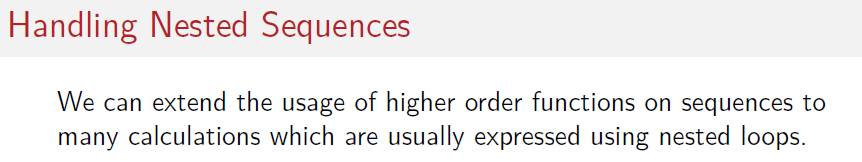 Handling Nested Sequences
We can extend the usage of higher order functions on sequences to
many calculations which are usually expressed using nested loops.